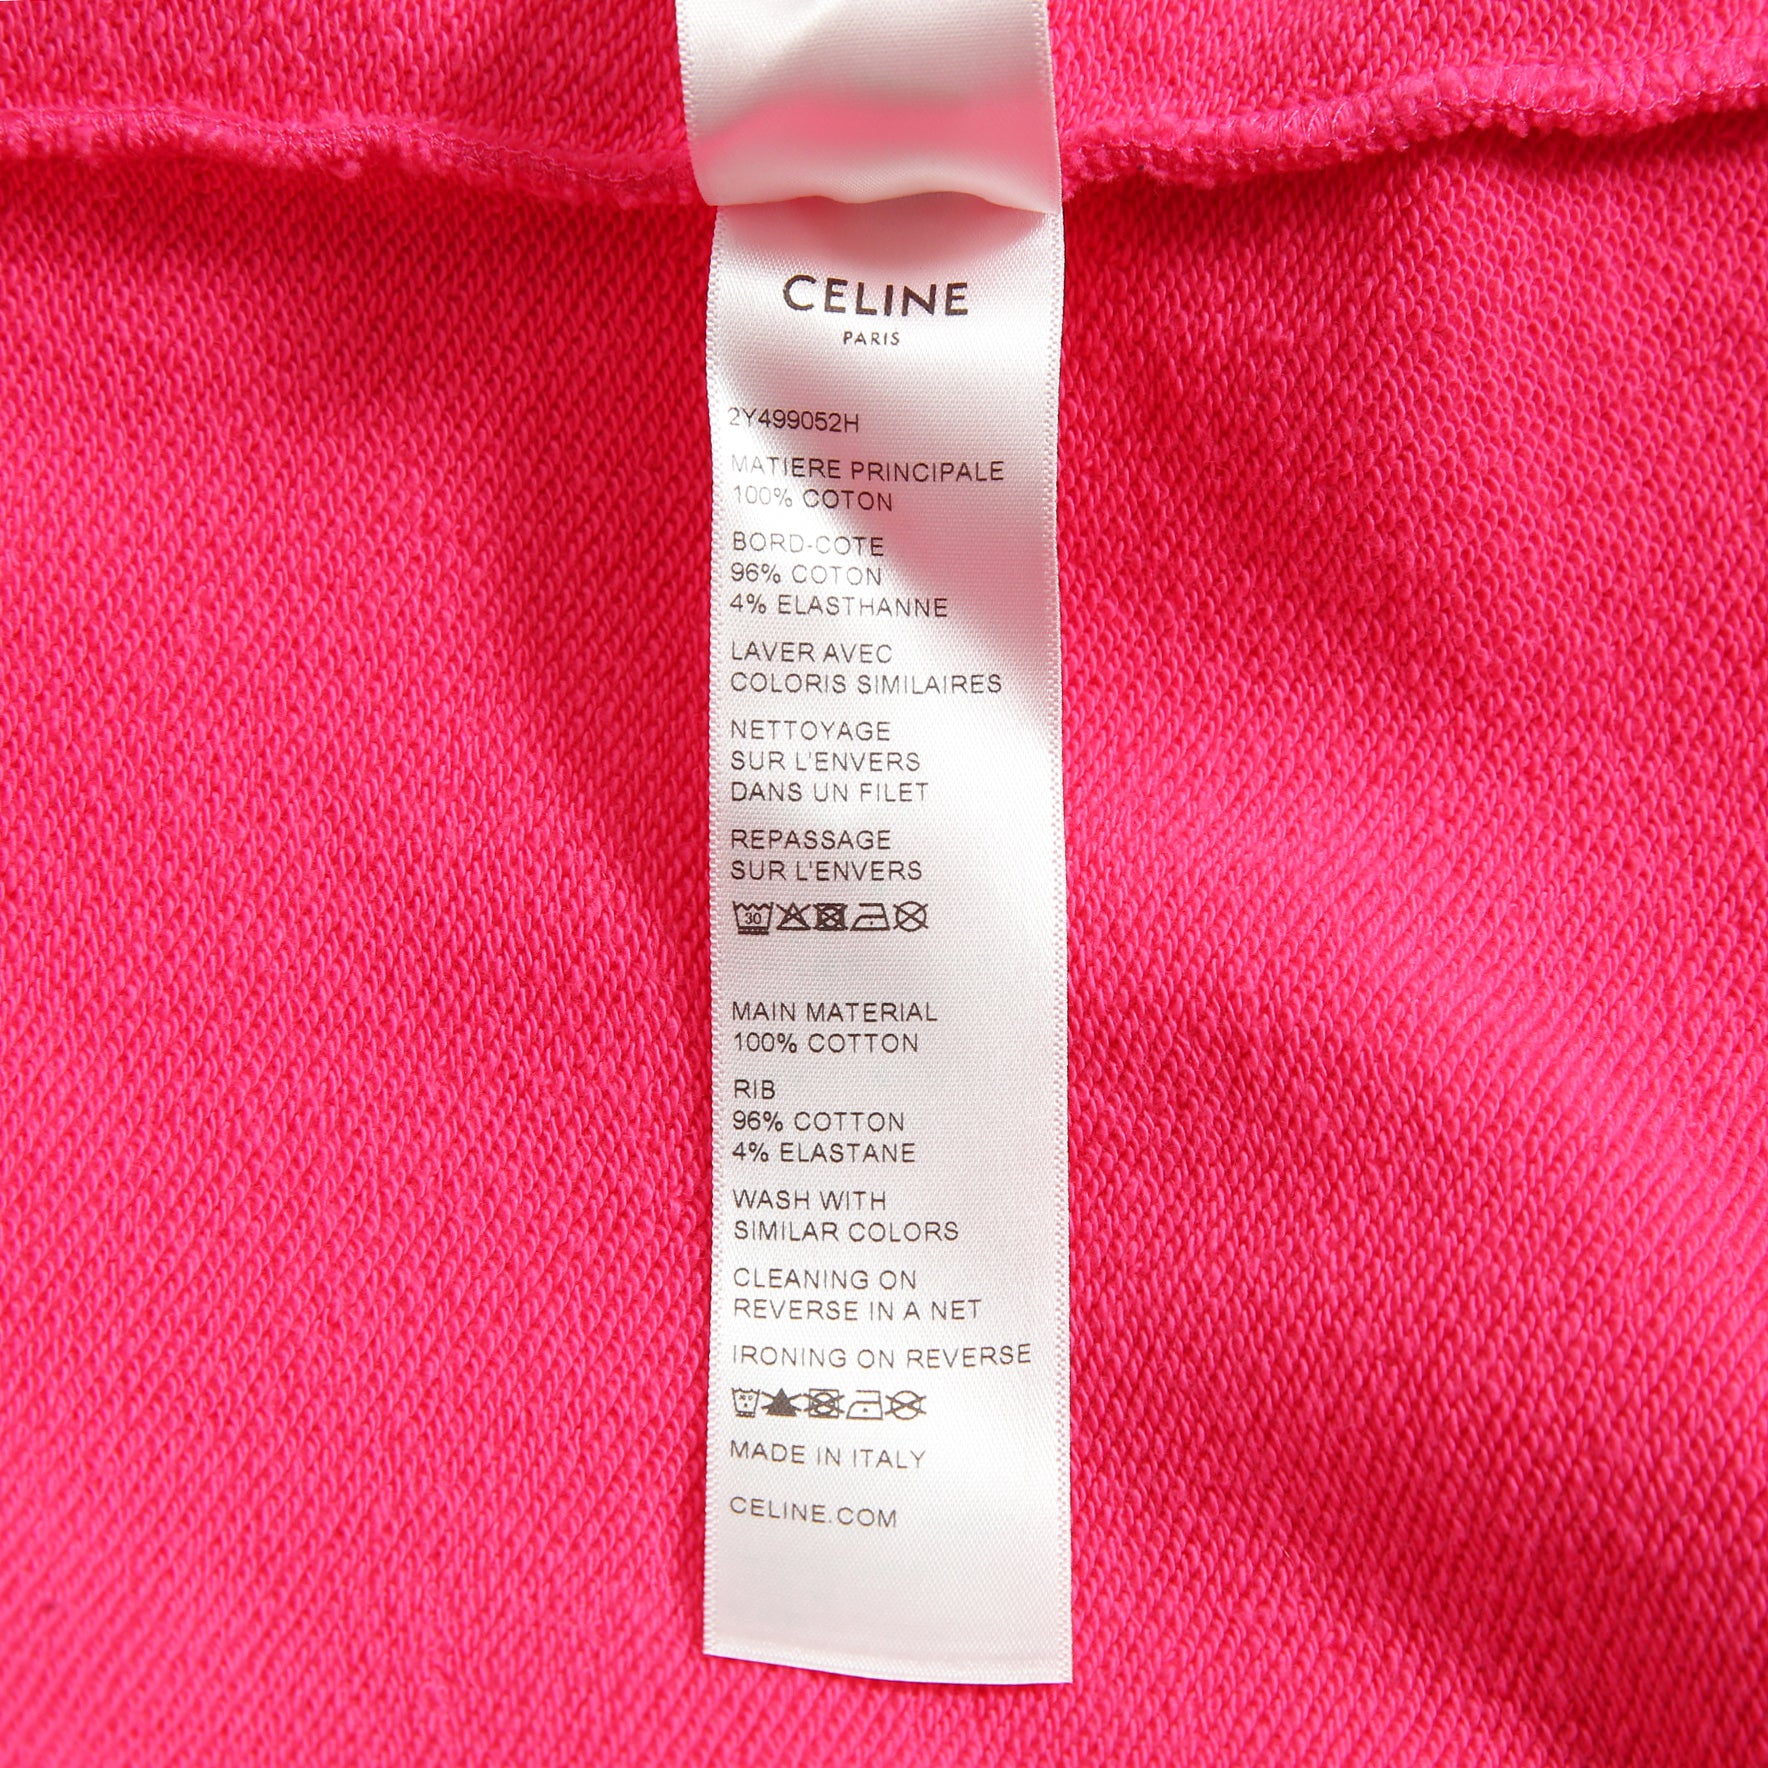 CELINE
PARIS
2Y499052H
MATIERE PRINCIPALE
100% COTON
BORD-COTE
96% COTON
4% ELASTHANNE
LAVER AVEC
COLORIS SIMILAIRES
NETTOYAGE
SUR L'ENVERS
DANS UN FILET
REPASSAGE
SUR L'ENVERS
30
MAIN MATERIAL
100% COTTON
RIB
96% COTTON
4% ELASTANE
WASH WITH
SIMILAR COLORS
CLEANING ON
REVERSE IN A NET
IRONING ON REVERSE
MADE IN ITALY
CELINE.COM